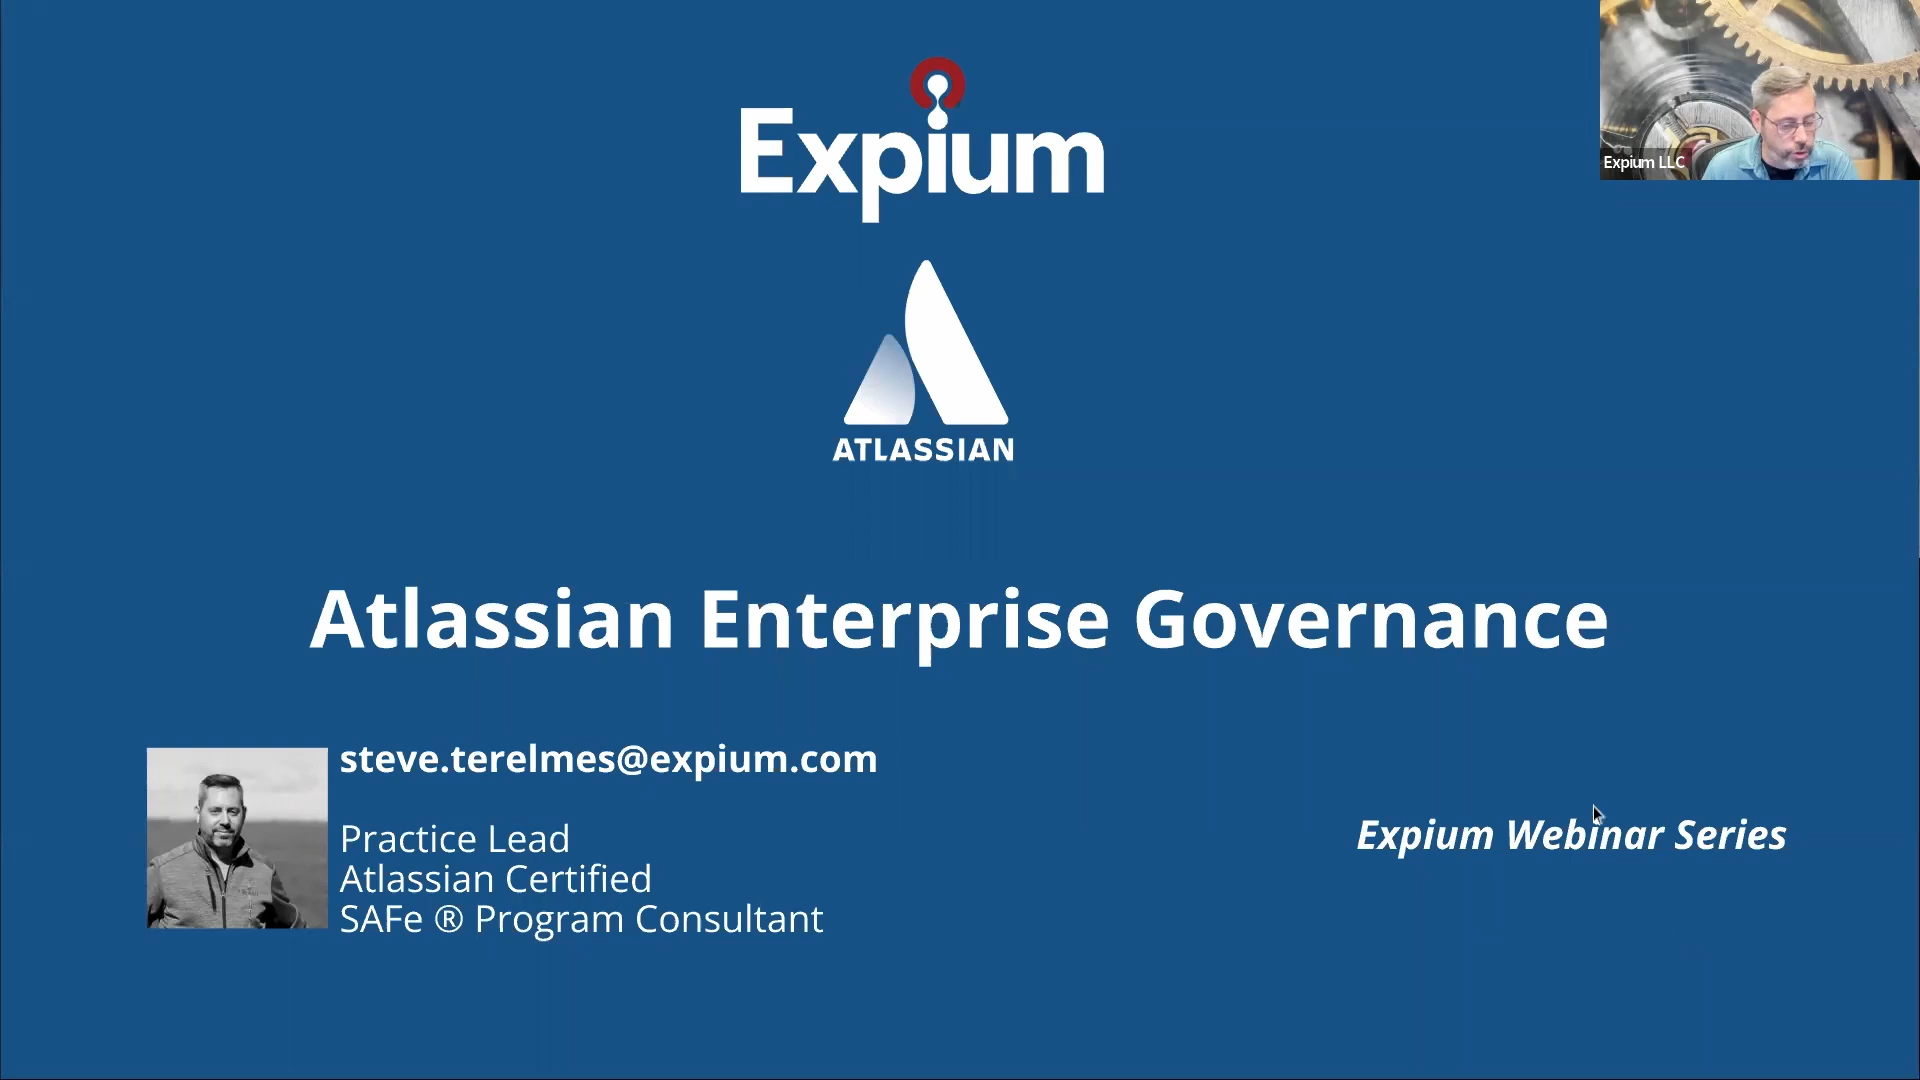 Expium
Expium LLC
ATLASSIAN
Atlassian Enterprise Governance
steve.terelmes@expium.com
Practice Lead
Atlassian Certified
SAFe ® Program Consultant
Expium Webinar Series